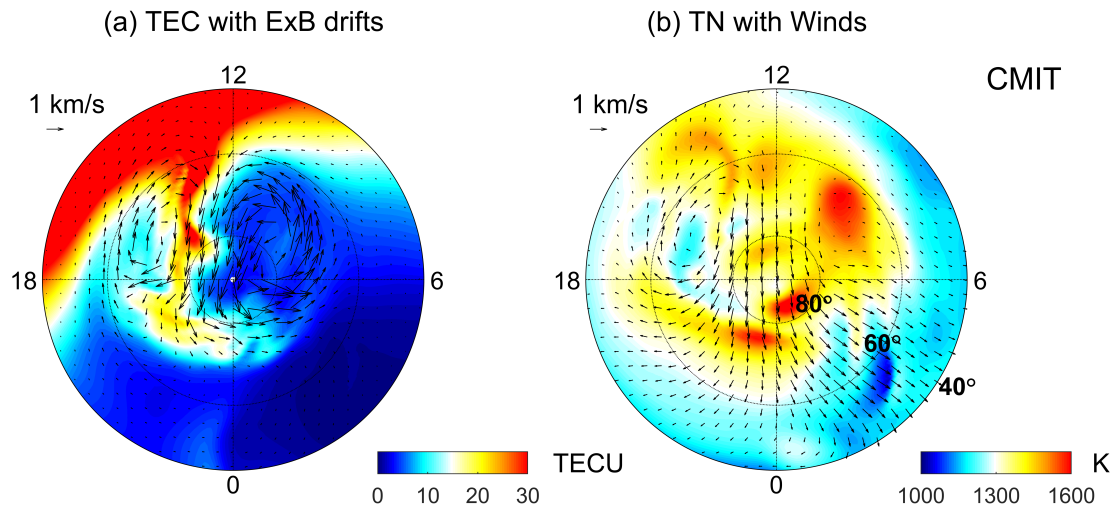 (a) TEC with ExB drifts
(b) TN with Winds
CMIT
12
12
1 km/s
1 km/s
18
6
18
6
80°
60°
40°
0
0
TECU
K
0 10 20 30
1000 1300 1600